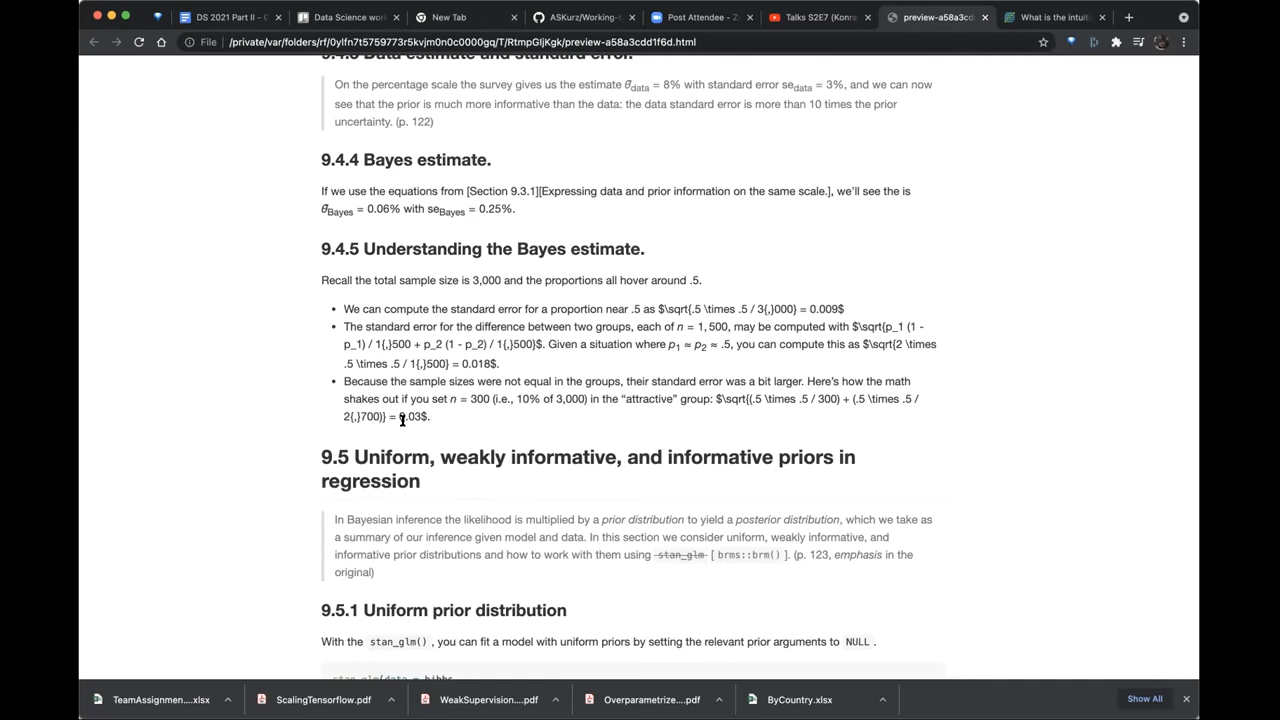 DS 2021 Part II - C
Data Science wor
New Tab
ASKurz/Working-
Post Attendee - Z
Talks S2E7 (Konra
preview-a58a3cd
What is the intuit
File
/private/var/folders/rf/0ylfn7t5759773r5kvjm0n0c0000gq/T/RtmpGljKgk/preview-a58a3cdd1f6d.html
9.4.3 Data estimate and standard error.
On the percentage scale the survey gives us the estimate θ̂data = 8% with standard error sedata = 3%, and we can now
see that the prior is much more informative than the data: the data standard error is more than 10 times the prior
uncertainty. (p. 122)
9.4.4 Bayes estimate.
If we use the equations from [Section 9.3.1][Expressing data and prior information on the same scale.], we'll see the is
θ̂Bayes = 0.06% with seBayes = 0.25%.
9.4.5 Understanding the Bayes estimate.
Recall the total sample size is 3,000 and the proportions all hover around .5.
• We can compute the standard error for a proportion near .5 as $\sqrt{.5 \times .5 / 3{,}000} = 0.009$
• The standard error for the difference between two groups, each of n = 1, 500, may be computed with $\sqrt{p_1 (1 -
p_1) / 1{,}500 + p_2 (1 - p_2) / 1{,}500}$. Given a situation where p1 ≈ p2 ≈ .5, you can compute this as $\sqrt{2 \times
.5 \times .5 / 1{,}500} = 0.018$.
• Because the sample sizes were not equal in the groups, their standard error was a bit larger. Here's how the math
shakes out if you set n = 300 (i.e., 10% of 3,000) in the "attractive" group: $\sqrt{(.5 \times .5 / 300) + (.5 \times .5 /
2{,}700)} = 0.03$.
9.5 Uniform, weakly informative, and informative priors in
regression
In Bayesian inference the likelihood is multiplied by a prior distribution to yield a posterior distribution, which we take as
a summary of our inference given model and data. In this section we consider uniform, weakly informative, and
informative prior distributions and how to work with them using stan_glm [ brms::brm() ]. (p. 123, emphasis in the
original)
9.5.1 Uniform prior distribution
With the stan_glm() , you can fit a model with uniform priors by setting the relevant prior arguments to NULL .
stan_glm(data = hibbs,
TeamAssignmen....xlsx
ScalingTensorflow.pdf
WeakSupervision....pdf
Overparametrize....pdf
ByCountry.xlsx
Show All